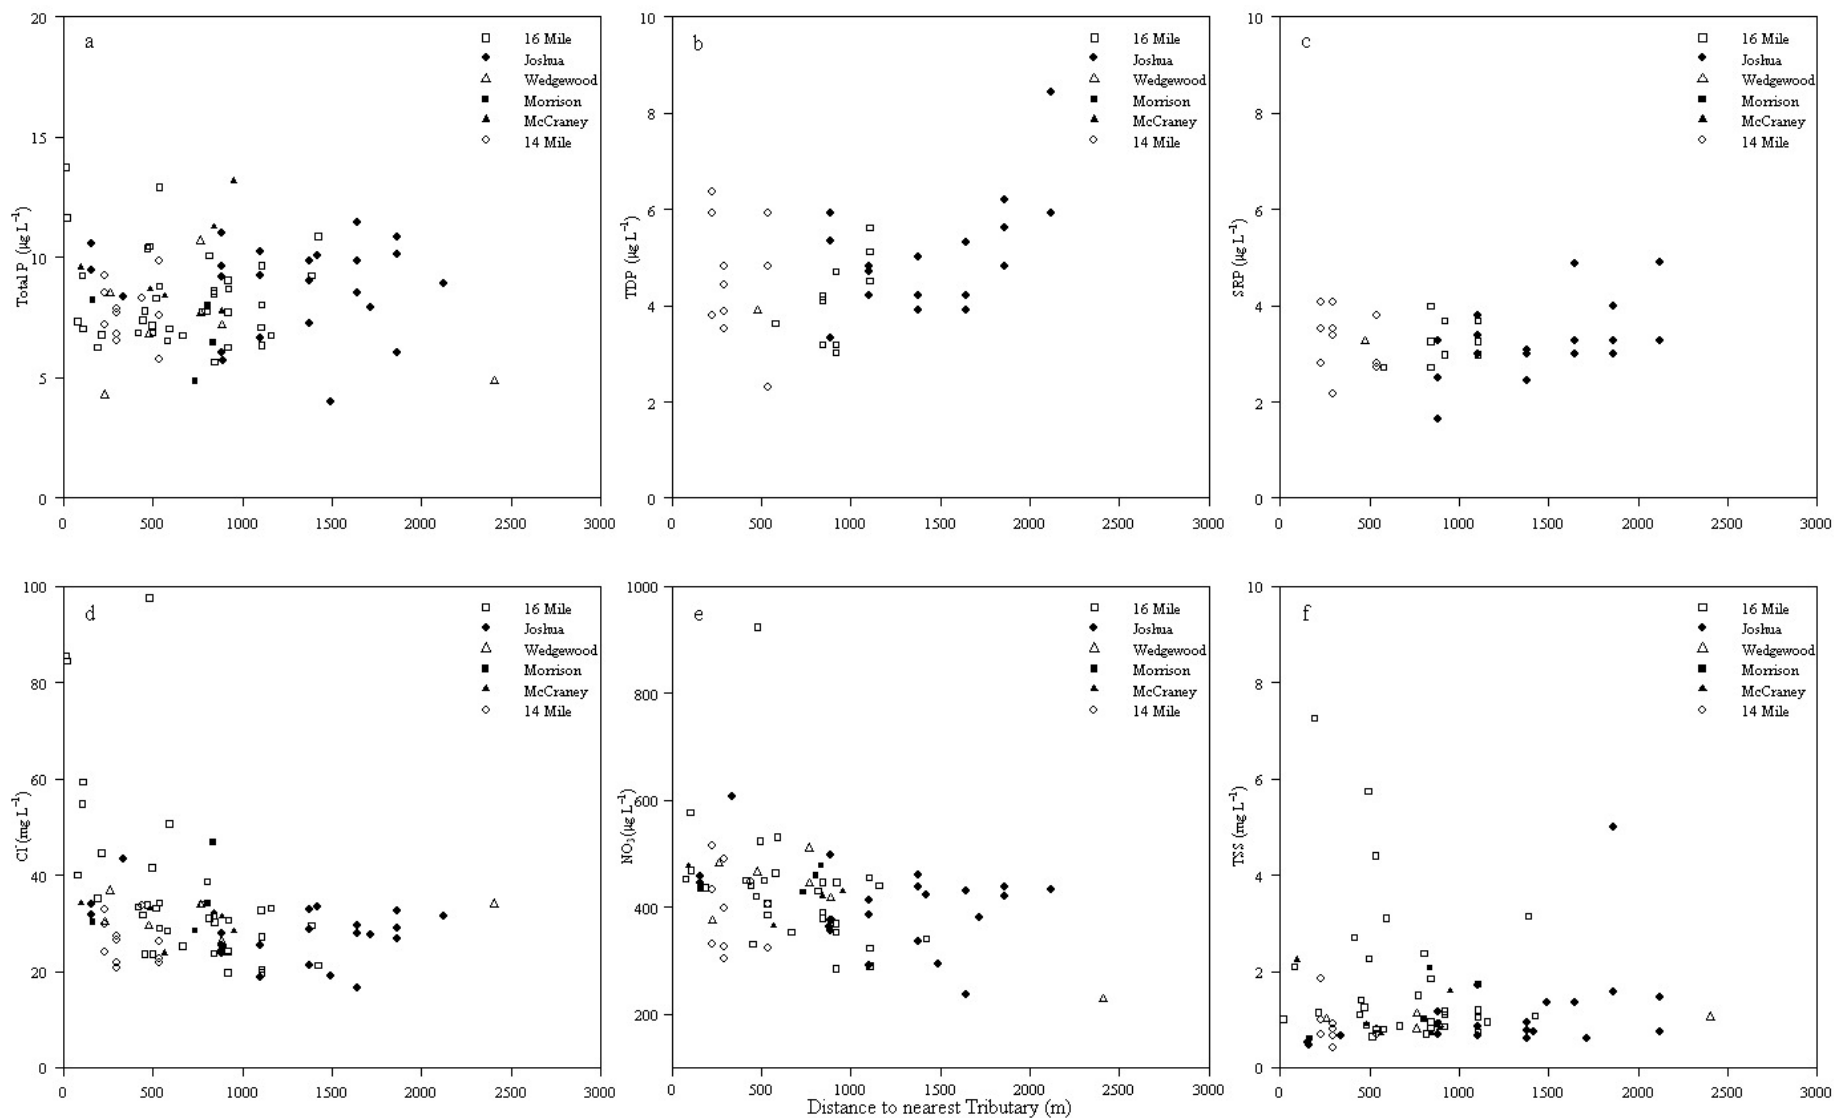 a
16 Mile
Joshua
Wedgewood
Morrison
McCraney
14 Mile
Total P (µg L⁻¹)
20
15
10
5
0
0 500 1000 1500 2000 2500 3000
b
16 Mile
Joshua
Wedgewood
Morrison
McCraney
14 Mile
TDP (µg L⁻¹)
10
8
6
4
2
0
0 500 1000 1500 2000 2500 3000
c
16 Mile
Joshua
Wedgewood
Morrison
McCraney
14 Mile
SRP (µg L⁻¹)
10
8
6
4
2
0
0 500 1000 1500 2000 2500 3000
d
16 Mile
Joshua
Wedgewood
Morrison
McCraney
14 Mile
Cl⁻ (mg L⁻¹)
100
80
60
40
20
0
0 500 1000 1500 2000 2500 3000
e
16 Mile
Joshua
Wedgewood
Morrison
McCraney
14 Mile
NO₃ (µg L⁻¹)
1000
800
600
400
200
0 500 1000 1500 2000 2500 3000
f
16 Mile
Joshua
Wedgewood
Morrison
McCraney
14 Mile
TSS (mg L⁻¹)
10
8
6
4
2
0
0 500 1000 1500 2000 2500 3000
Distance to nearest Tributary (m)